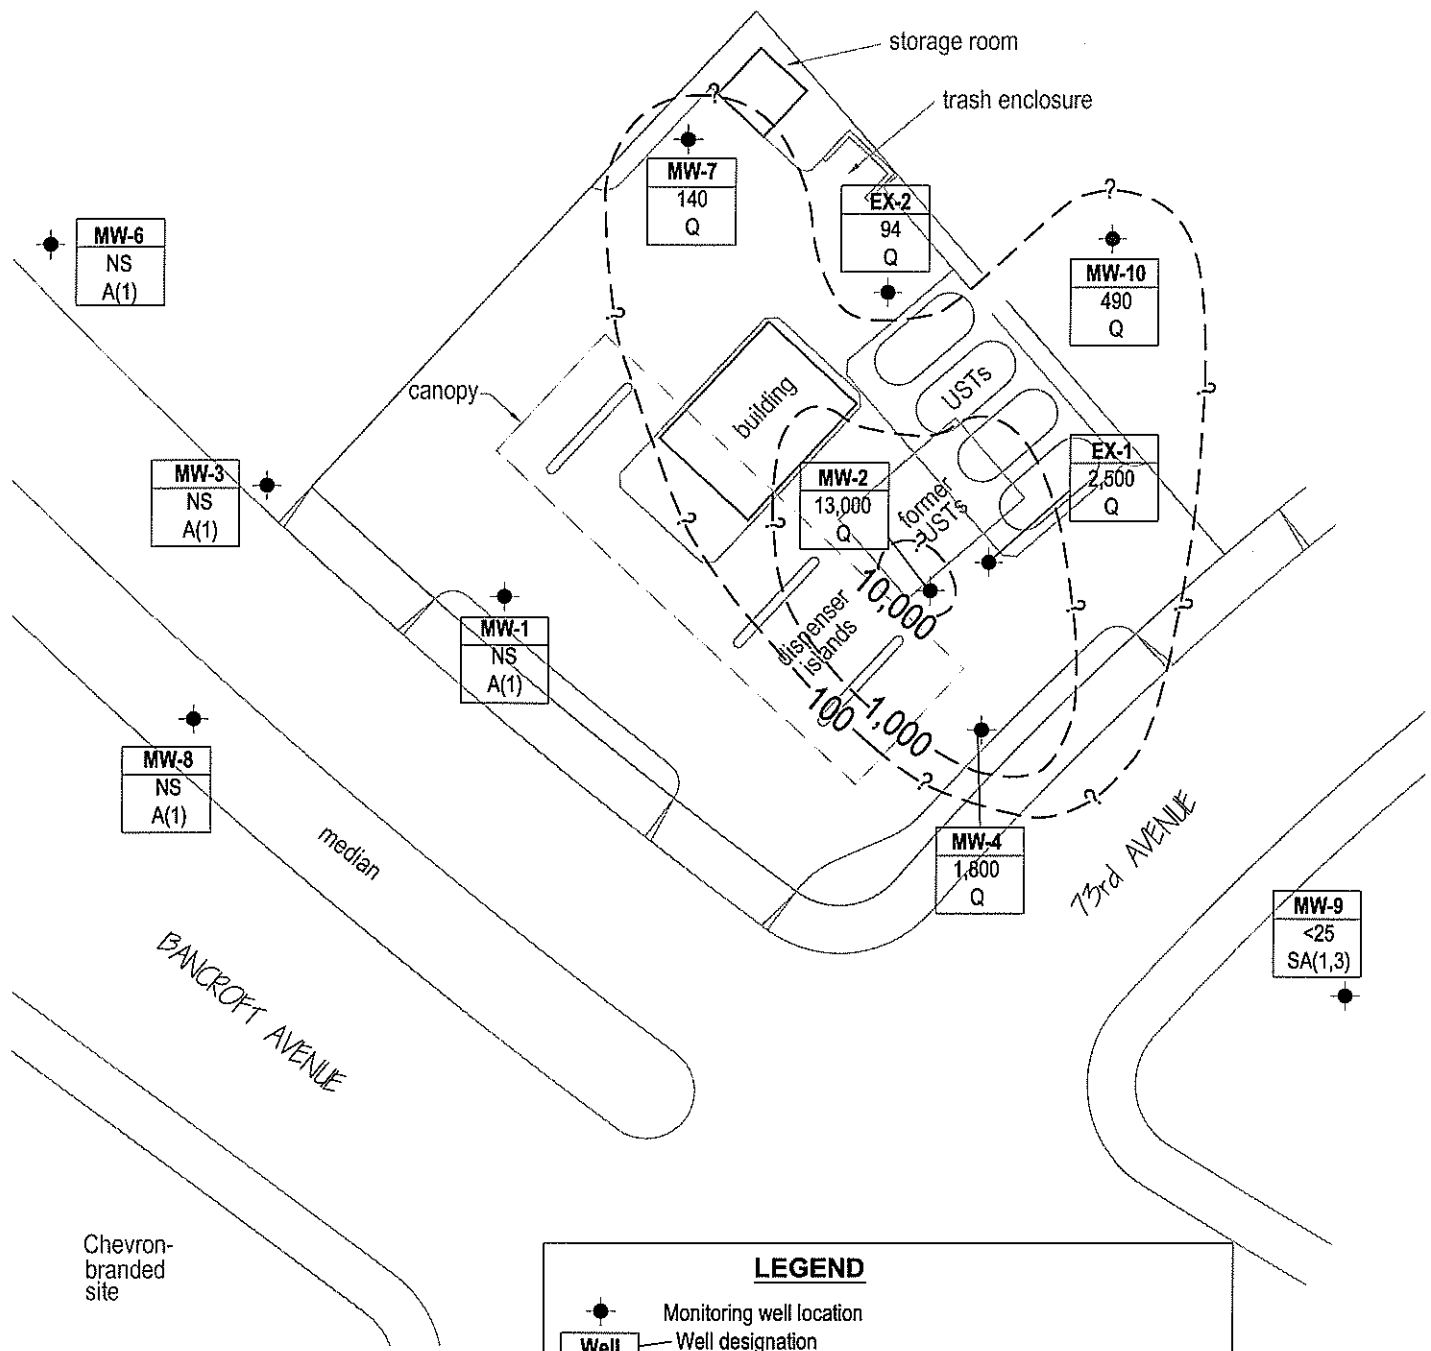 storage room
trash enclosure
?
MW-7
140
Q
EX-2
94
Q
?
MW-6
NS
A(1)
MW-10
490
Q
?
canopy
building
USTs
?
MW-3
NS
A(1)
MW-2
13,000
Q
EX-1
2,500
Q
former
USTs
?
?
?
10,000
MW-1
NS
A(1)
dispenser
islands
?
?
100
1,000
?
?
MW-8
NS
A(1)
median
MW-4
1,800
Q
73rd AVENUE
MW-9
<25
SA(1,3)
BANCROFT AVENUE
Chevron-
branded
site
LEGEND
Monitoring well location
Well
Well designation